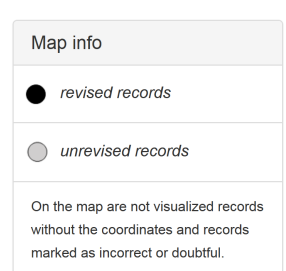 Map info
revised records
unrevised records
On the map are not visualized records
without the coordinates and records
marked as incorrect or doubtful.